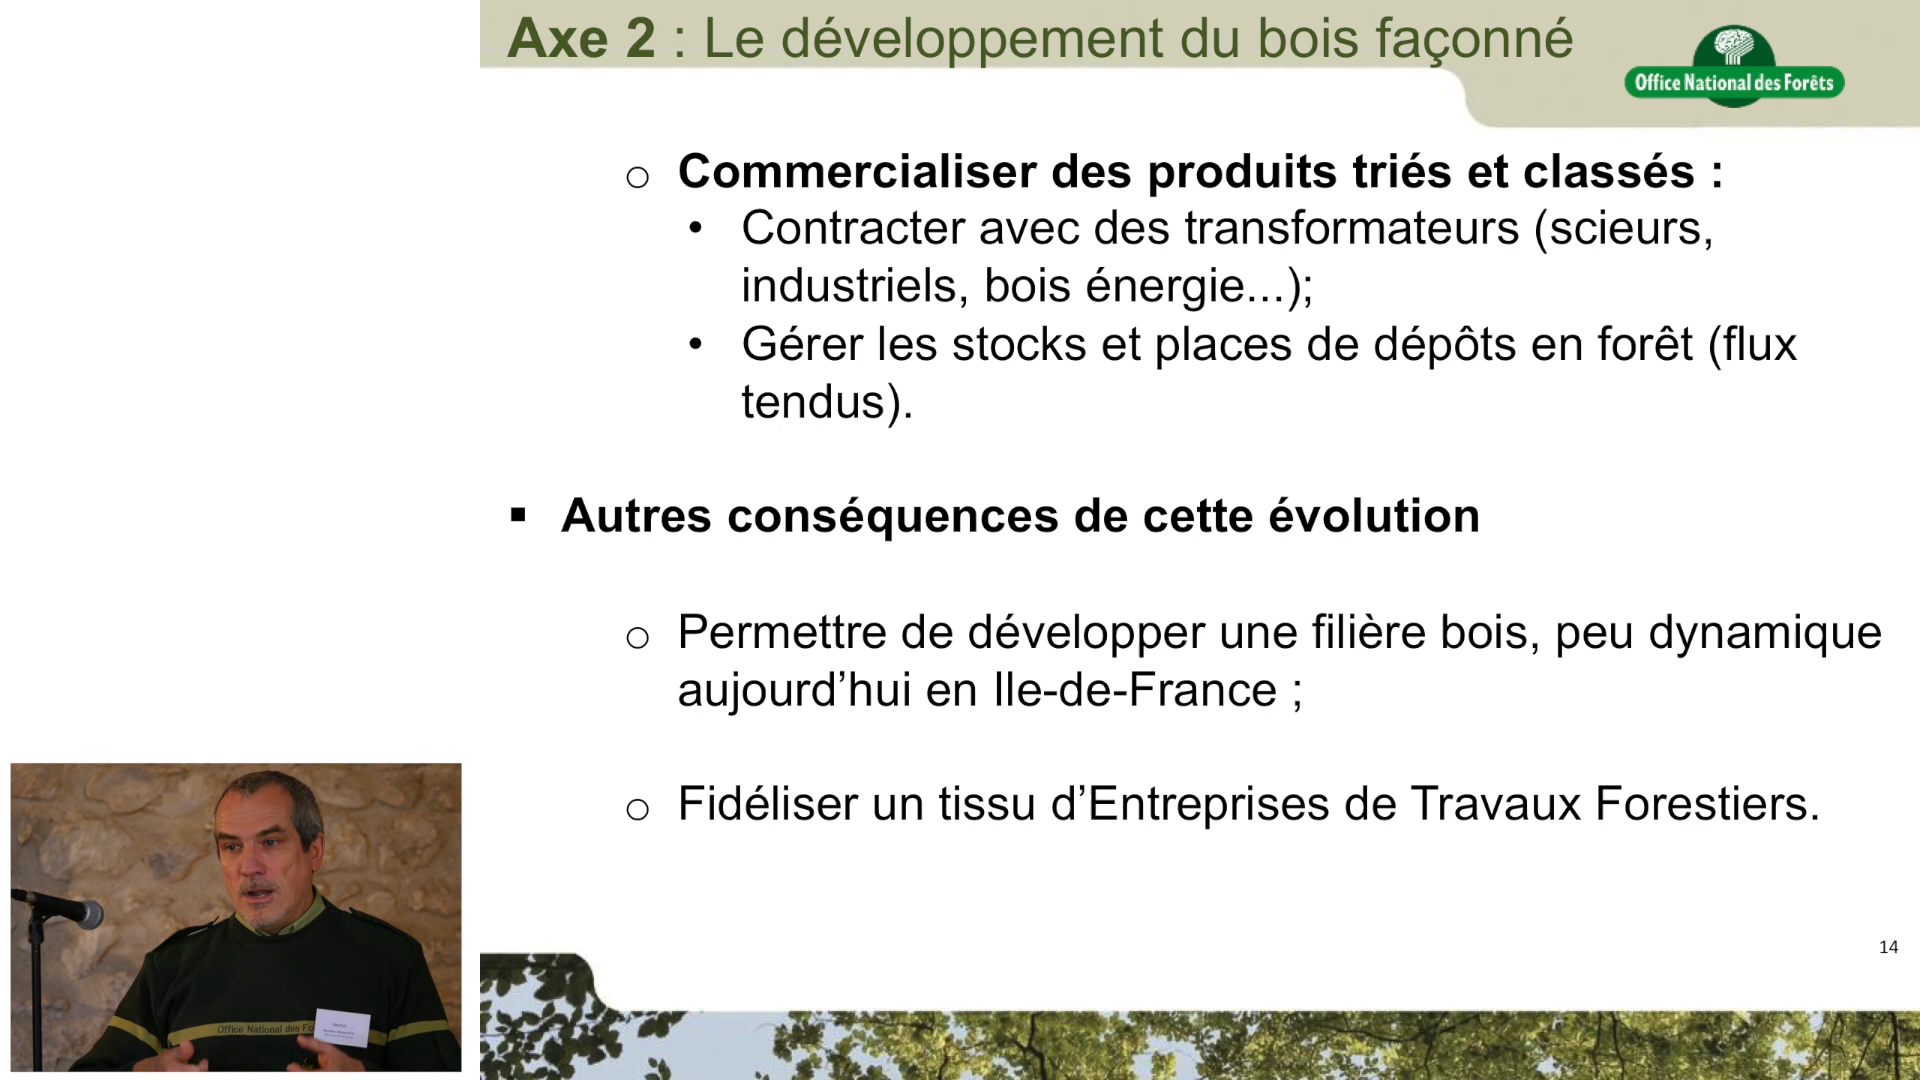 Axe 2 : Le développement du bois façonné
Office National des Forêts
o Commercialiser des produits triés et classés :
• Contracter avec des transformateurs (scieurs,
industriels, bois énergie...);
• Gérer les stocks et places de dépôts en forêt (flux
tendus).
▪ Autres conséquences de cette évolution
o Permettre de développer une filière bois, peu dynamique
aujourd’hui en Ile-de-France ;
o Fidéliser un tissu d’Entreprises de Travaux Forestiers.
14
Office National des Fo